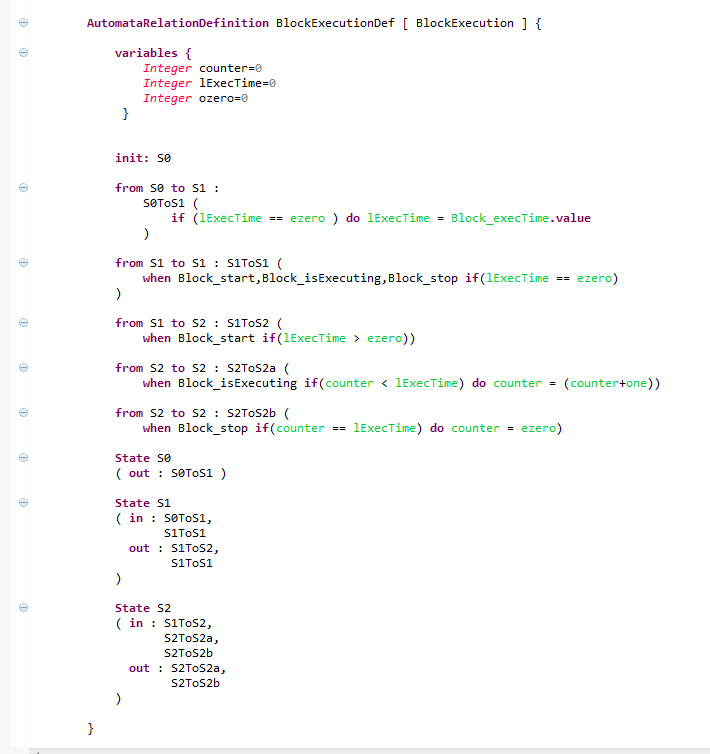 AutomataRelationDefinition BlockExecutionDef [ BlockExecution ] {
variables {
Integer counter=0
Integer lExecTime=0
Integer ozero=0
}
init: S0
from S0 to S1 :
S0ToS1 (
if (lExecTime == ezero ) do lExecTime = Block_execTime.value
)
from S1 to S1 : S1ToS1 (
when Block_start,Block_isExecuting,Block_stop if(lExecTime == ezero)
)
from S1 to S2 : S1ToS2 (
when Block_start if(lExecTime > ezero))
from S2 to S2 : S2ToS2a (
when Block_isExecuting if(counter < lExecTime) do counter = (counter+one))
from S2 to S2 : S2ToS2b (
when Block_stop if(counter == lExecTime) do counter = ezero)
State S0
( out : S0ToS1 )
State S1
( in : S0ToS1,
S1ToS1
out : S1ToS2,
S1ToS1
)
State S2
( in : S1ToS2,
S2ToS2a,
S2ToS2b
out : S2ToS2a,
S2ToS2b
)
}